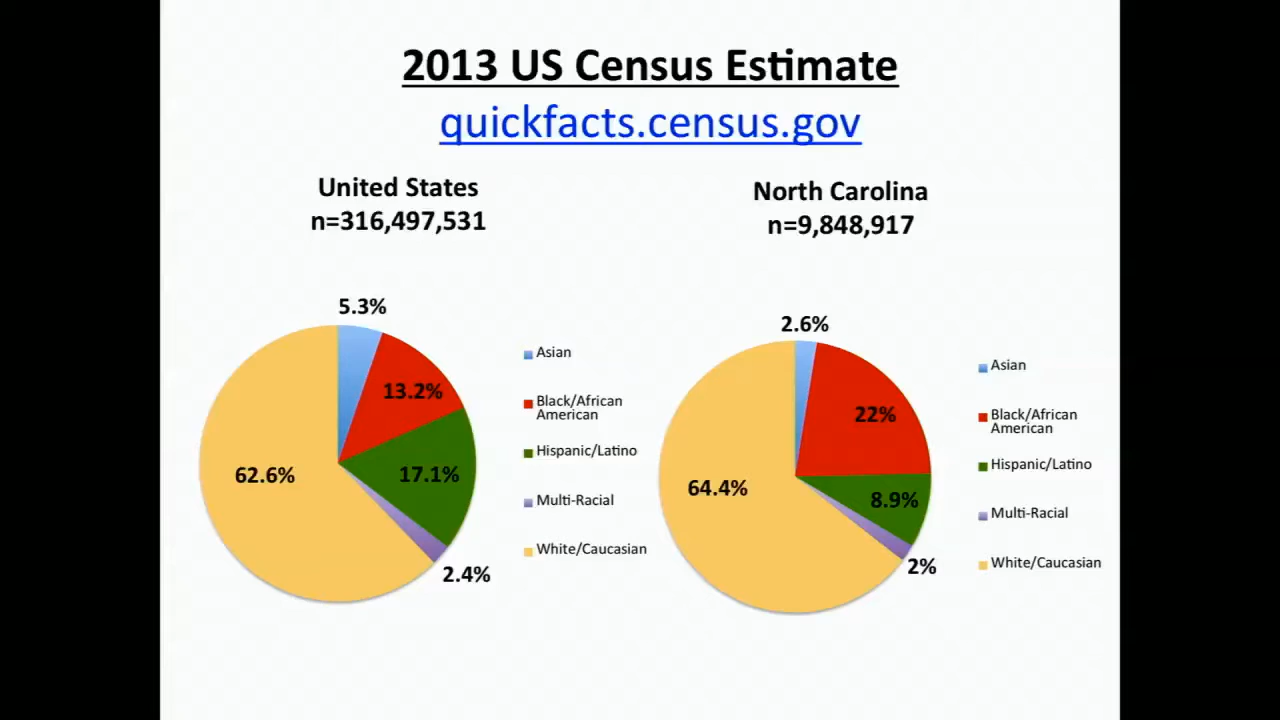 2013 US Census Estimate
quickfacts.census.gov
United States
n=316,497,531
5.3%
13.2%
17.1%
2.4%
62.6%
Asian
Black/African
American
Hispanic/Latino
Multi-Racial
White/Caucasian
North Carolina
n=9,848,917
2.6%
22%
8.9%
2%
64.4%
Asian
Black/African
American
Hispanic/Latino
Multi-Racial
White/Caucasian